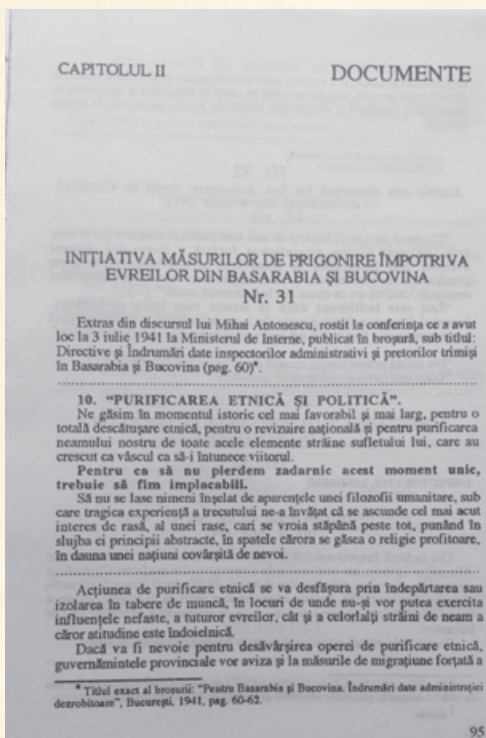 CAPITOLUL II
DOCUMENTE
INIȚIATIVA MĂSURILOR DE PRIGONIRE ÎMPOTRIVA
EVREILOR DIN BASARABIA ȘI BUCOVINA
Nr. 31
Extras din discursul lui Mihai Antonescu, rostit la conferința ce a avut
loc la 3 iulie 1941 la Ministerul de Interne, publicat în broșură, sub titlul:
Directive și Îndrumări date inspectorilor administrativi și pretorilor trimiși
în Basarabia și Bucovina (pag. 60)*.
10. “PURIFICAREA ETNICĂ ȘI POLITICĂ”.
Ne găsim în momentul istoric cel mai favorabil și mai larg, pentru o
totală descătușare etnică, pentru o revizuire națională și pentru purificarea
neamului nostru de toate acele elemente străine sufletului lui, care au
crescut ca vâscul ca să-i întunece viitorul.
Pentru ca să nu pierdem zadarnic acest moment unic,
trebuie să fim implacabili.
Să nu se lase nimeni înșelat de aparențele unei filozofii umanitare, sub
care tragica experiență a trecutului ne-a învățat că se ascunde cel mai acut
interes de rasă, al unei rase, cari se vroia stăpână peste tot, punând în
slujba ei principii abstracte, în spatele cărora se găsea o religie profitoare,
în dauna unei națiuni covârșită de nevoi.
Acțiunea de purificare etnică se va desfășura prin îndepărtarea sau
izolarea în tabere de muncă, în locuri de unde nu-și vor putea exercita
influențele nefaste, a tuturor evreilor, cât și a celorlalți străini de neam a
căror atitudine este îndoielnică.
Dacă va fi nevoie pentru desăvârșirea operei de purificare etnică,
guvernămintele provinciale vor aviza și la măsurile de migrațiune forțată a
* Titlul exact al broșurii: “Pentru Basarabia și Bucovina. Îndrumări date administrației
dezrobitoare”, București, 1941, pag. 60-62.
95